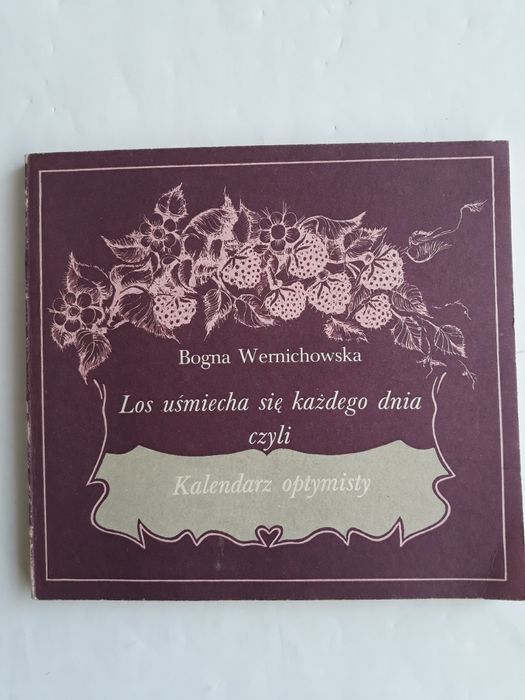 Bogna Wernichowska
Los uśmiecha się każdego dnia
czyli
Kalendarz optymisty